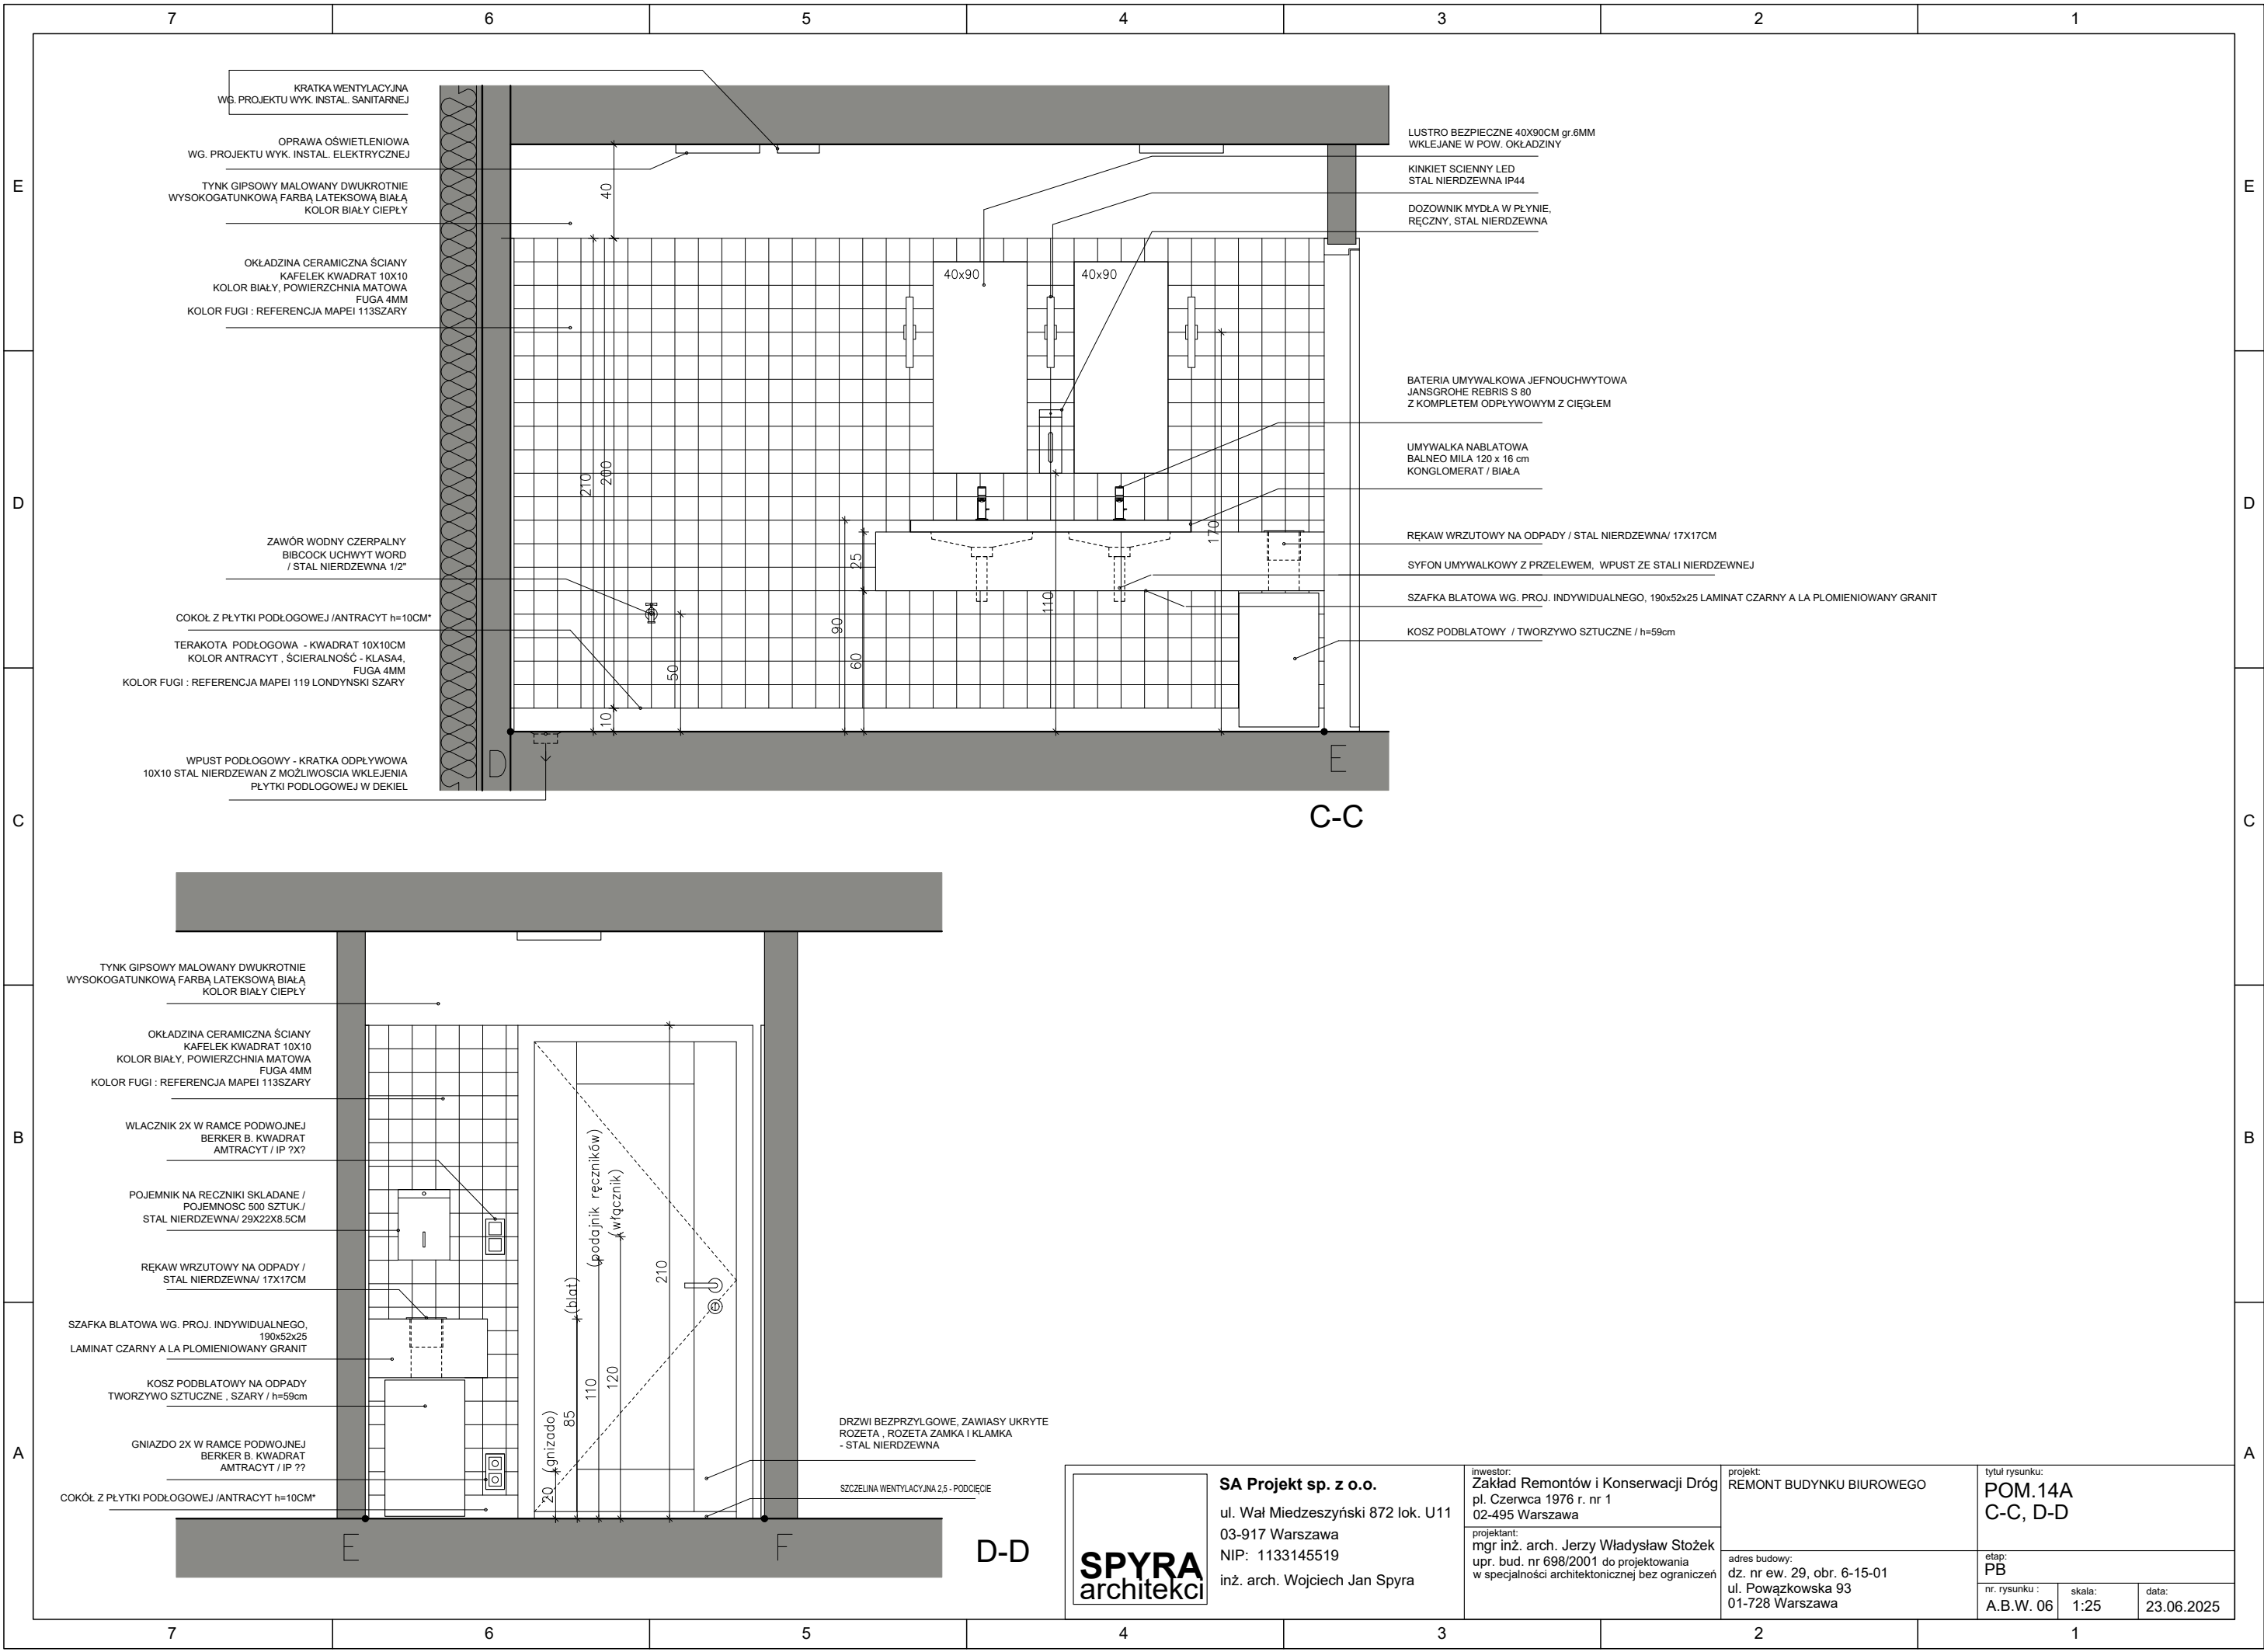 7 6 5 4 3 2 1
E
D
C
B
A
E
D
C
B
A
KRATKA WENTYLACYJNA
WG. PROJEKTU WYK. INSTAL. SANITARNEJ
OPRAWA OŚWIETLENIOWA
WG. PROJEKTU WYK. INSTAL. ELEKTRYCZNEJ
TYNK GIPSOWY MALOWANY DWUKROTNIE
WYSOKOGATUNKOWĄ FARBĄ LATEKSOWĄ BIAŁĄ
KOLOR BIAŁY CIEPŁY
OKŁADZINA CERAMICZNA ŚCIANY
KAFELEK KWADRAT 10X10
KOLOR BIAŁY, POWIERZCHNIA MATOWA
FUGA 4MM
KOLOR FUGI : REFERENCJA MAPEI 113SZARY
ZAWÓR WODNY CZERPALNY
BIBCOCK UCHWYT WORD
/ STAL NIERDZEWNA 1/2"
COKOŁ Z PŁYTKI PODŁOGOWEJ /ANTRACYT h=10CM*
TERAKOTA PODŁOGOWA - KWADRAT 10X10CM
KOLOR ANTRACYT , ŚCIERALNOŚĆ - KLASA4,
FUGA 4MM
KOLOR FUGI : REFERENCJA MAPEI 119 LONDYNSKI SZARY
WPUST PODŁOGOWY - KRATKA ODPŁYWOWA
10X10 STAL NIERDZEWAN Z MOŻLIWOSCIA WKLEJENIA
PŁYTKI PODLOGOWEJ W DEKIEL
40
210
200
10
50
90
25
60
110
170
40x90
40x90
D
E
LUSTRO BEZPIECZNE 40X90CM gr.6MM
WKLEJANE W POW. OKŁADZINY
KINKIET SCIENNY LED
STAL NIERDZEWNA IP44
DOZOWNIK MYDŁA W PŁYNIE,
RĘCZNY, STAL NIERDZEWNA
BATERIA UMYWALKOWA JEFNOUCHWYTOWA
JANSGROHE REBRIS S 80
Z KOMPLETEM ODPŁYWOWYM Z CIĘGŁEM
UMYWALKA NABLATOWA
BALNEO MILA 120 x 16 cm
KONGLOMERAT / BIAŁA
RĘKAW WRZUTOWY NA ODPADY / STAL NIERDZEWNA/ 17X17CM
SYFON UMYWALKOWY Z PRZELEWEM, WPUST ZE STALI NIERDZEWNEJ
SZAFKA BLATOWA WG. PROJ. INDYWIDUALNEGO, 190x52x25 LAMINAT CZARNY A LA PLOMIENIOWANY GRANIT
KOSZ PODBLATOWY / TWORZYWO SZTUCZNE / h=59cm
C-C
TYNK GIPSOWY MALOWANY DWUKROTNIE
WYSOKOGATUNKOWĄ FARBĄ LATEKSOWĄ BIAŁĄ
KOLOR BIAŁY CIEPŁY
OKŁADZINA CERAMICZNA ŚCIANY
KAFELEK KWADRAT 10X10
KOLOR BIAŁY, POWIERZCHNIA MATOWA
FUGA 4MM
KOLOR FUGI : REFERENCJA MAPEI 113SZARY
WLACZNIK 2X W RAMCE PODWOJNEJ
BERKER B. KWADRAT
AMTRACYT / IP ?X?
POJEMNIK NA RECZNIKI SKLADANE /
POJEMNOSC 500 SZTUK./
STAL NIERDZEWNA/ 29X22X8.5CM
RĘKAW WRZUTOWY NA ODPADY /
STAL NIERDZEWNA/ 17X17CM
SZAFKA BLATOWA WG. PROJ. INDYWIDUALNEGO,
190x52x25
LAMINAT CZARNY A LA PLOMIENIOWANY GRANIT
KOSZ PODBLATOWY NA ODPADY
TWORZYWO SZTUCZNE , SZARY / h=59cm
GNIAZDO 2X W RAMCE PODWOJNEJ
BERKER B. KWADRAT
AMTRACYT / IP ??
COKÓŁ Z PŁYTKI PODŁOGOWEJ /ANTRACYT h=10CM*
20 (gnizado)
85 (blat)
110 (podajnik ręczników)
120 (włącznik)
210
E
F
DRZWI BEZPRZYLGOWE, ZAWIASY UKRYTE
ROZETA , ROZETA ZAMKA I KLAMKA
- STAL NIERDZEWNA
SZCZELINA WENTYLACYJNA 2,5 - PODCIĘCIE
D-D
SPYRA
architekci
SA Projekt sp. z o.o.
ul. Wał Miedzeszyński 872 lok. U11
03-917 Warszawa
NIP: 1133145519
inż. arch. Wojciech Jan Spyra
inwestor:
Zakład Remontów i Konserwacji Dróg
pl. Czerwca 1976 r. nr 1
02-495 Warszawa
projektant:
mgr inż. arch. Jerzy Władysław Stożek
upr. bud. nr 698/2001 do projektowania
w specjalności architektonicznej bez ograniczeń
projekt:
REMONT BUDYNKU BIUROWEGO
adres budowy:
dz. nr ew. 29, obr. 6-15-01
ul. Powązkowska 93
01-728 Warszawa
tytuł rysunku:
POM.14A
C-C, D-D
etap:
PB
nr. rysunku :
A.B.W. 06
skala:
1:25
data:
23.06.2025
7 6 5 4 3 2 1